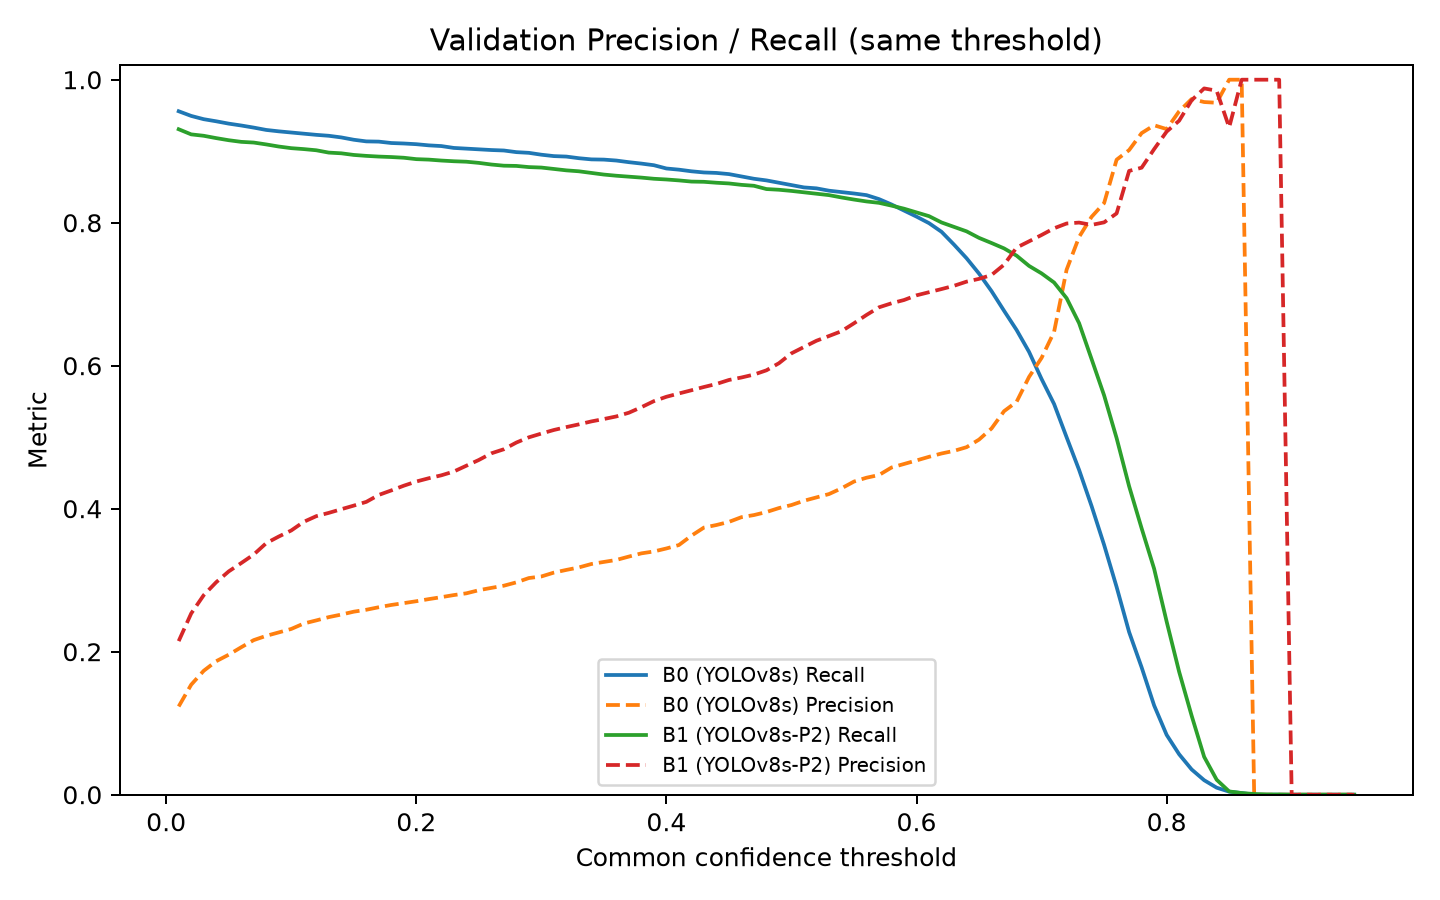 Validation Precision / Recall (same threshold)
1.0
0.8
0.6
0.4
0.2
0.0
Metric
B0 (YOLOv8s) Recall
B0 (YOLOv8s) Precision
B1 (YOLOv8s-P2) Recall
B1 (YOLOv8s-P2) Precision
0.0 0.2 0.4 0.6 0.8
Common confidence threshold